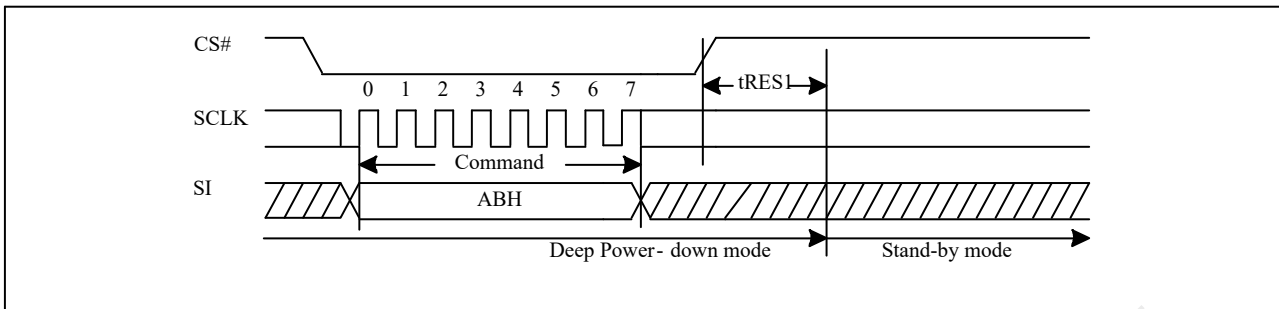 CS#
tRES1
0 1 2 3 4 5 6 7
SCLK
Command
SI
ABH
Deep Power- down mode Stand-by mode